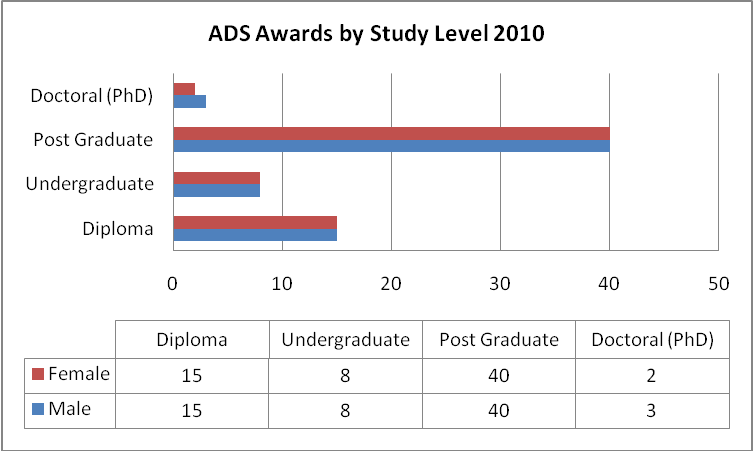 ADS Awards by Study Level 2010
Doctoral (PhD)
Post Graduate
Undergraduate
Diploma
0 10 20 30 40 50
Diploma Undergraduate Post Graduate Doctoral (PhD)
Female 15 8 40 2
Male 15 8 40 3